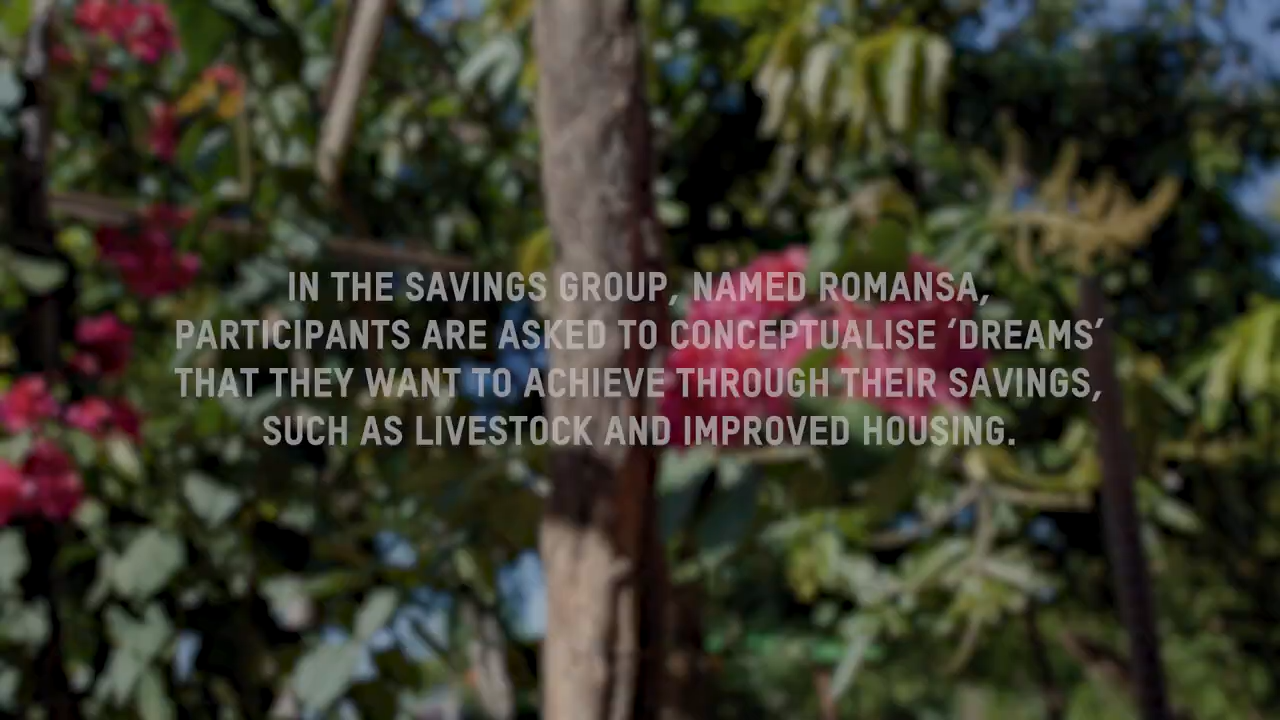 IN THE SAVINGS GROUP, NAMED ROMANSA,
PARTICIPANTS ARE ASKED TO CONCEPTUALISE ‘DREAMS’
THAT THEY WANT TO ACHIEVE THROUGH THEIR SAVINGS,
SUCH AS LIVESTOCK AND IMPROVED HOUSING.